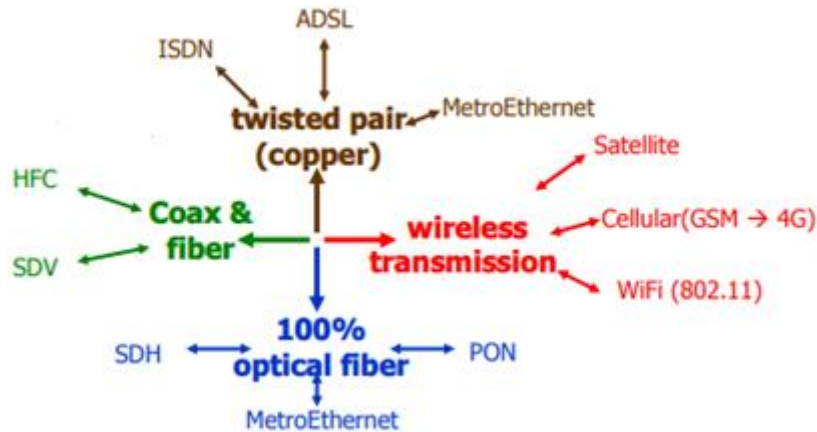 ADSL
ISDN
MetroEthernet
twisted pair
(copper)
Satellite
HFC
Coax &
fiber
wireless
transmission
Cellular(GSM → 4G)
SDV
WiFi (802.11)
100%
optical fiber
SDH
PON
MetroEthernet